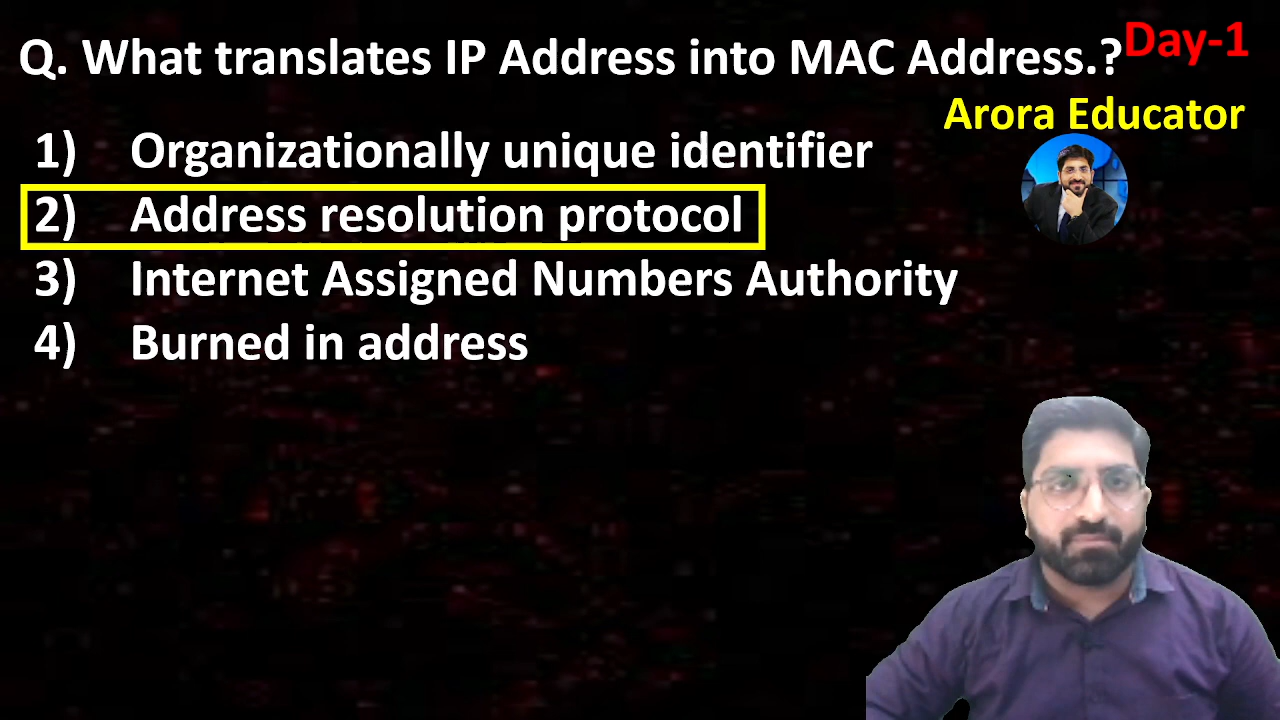 Q. What translates IP Address into MAC Address.?
Day-1
Arora Educator
1) Organizationally unique identifier
2) Address resolution protocol
3) Internet Assigned Numbers Authority
4) Burned in address